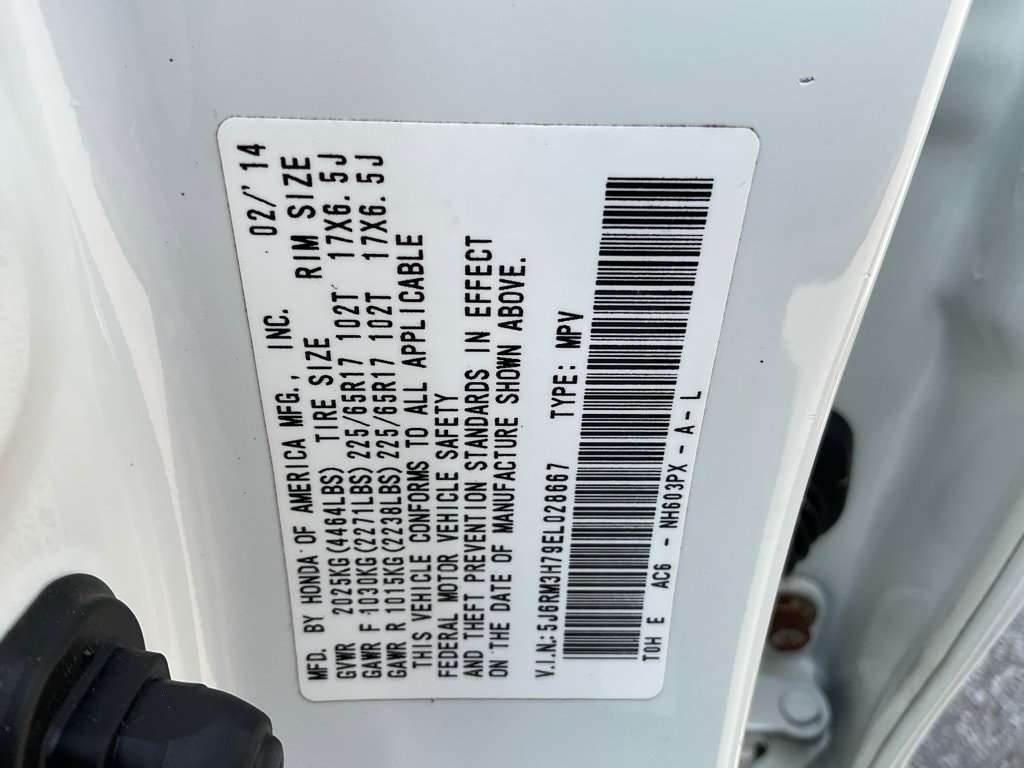 MFD. BY HONDA OF AMERICA MFG., INC. 02/'14
GVWR 2025KG(4464LBS) TIRE SIZE RIM SIZE
GAWR F 1030KG(2271LBS) 225/65R17 102T 17X6.5J
GAWR R 1015KG(2238LBS) 225/65R17 102T 17X6.5J
THIS VEHICLE CONFORMS TO ALL APPLICABLE
FEDERAL MOTOR VEHICLE SAFETY
AND THEFT PREVENTION STANDARDS IN EFFECT
ON THE DATE OF MANUFACTURE SHOWN ABOVE.
V.I.N.: 5J6RM3H79EL028667 TYPE: MPV
TOH E AC6 - NH603PX - A - L